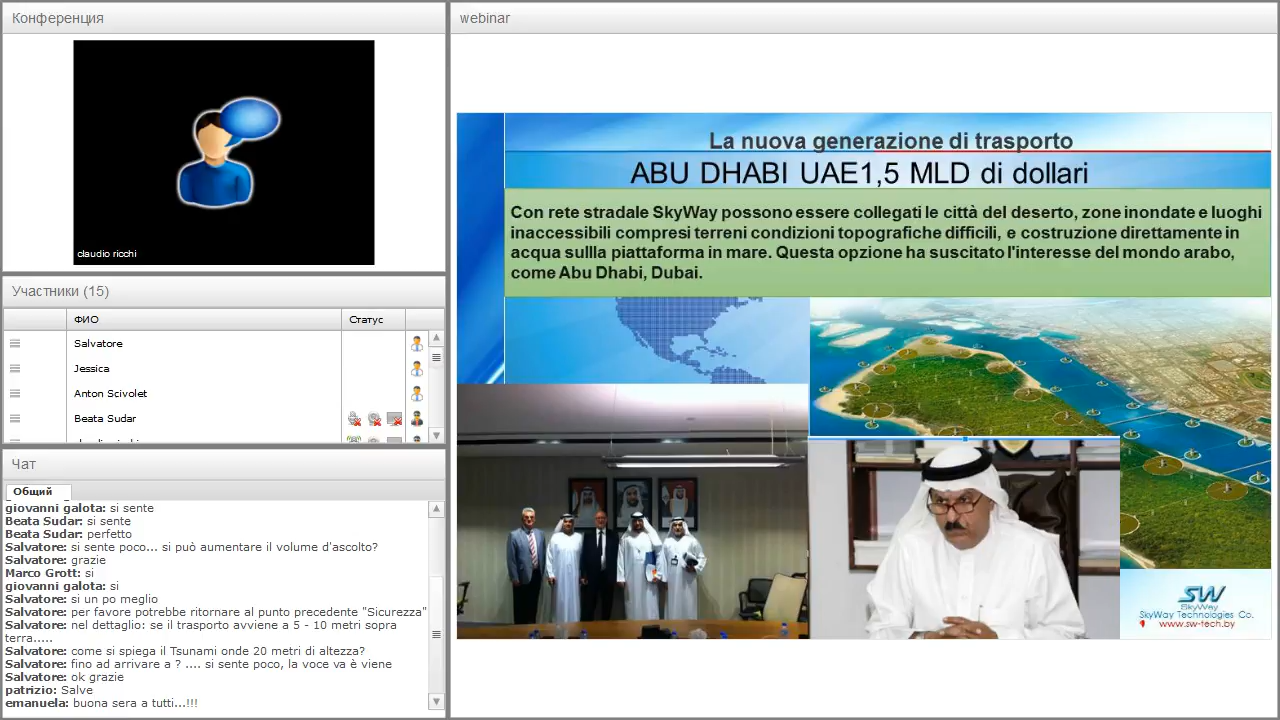 Конференция
claudio ricchi
Участники (15)
ФИО
Статус
Salvatore
Jessica
Anton Scivolet
Beata Sudar
Чат
Общий
giovanni galota: si sente
Beata Sudar: si sente
Beata Sudar: perfetto
Salvatore: si sente poco... si può aumentare il volume d'ascolto?
Salvatore: grazie
Marco Grott: si
giovanni galota: si
Salvatore: si un po meglio
Salvatore: per favore potrebbe ritornare al punto precedente "Sicurezza"
Salvatore: nel dettaglio: se il trasporto avviene a 5 - 10 metri sopra
terra.....
Salvatore: come si spiega il Tsunami onde 20 metri di altezza?
Salvatore: fino ad arrivare a ? .... si sente poco, la voce va è viene
Salvatore: ok grazie
patrizio: Salve
emanuela: buona sera a tutti...!!!
webinar
La nuova generazione di trasporto
ABU DHABI UAE1,5 MLD di dollari
Con rete stradale SkyWay possono essere collegati le città del deserto, zone inondate e luoghi
inaccessibili compresi terreni condizioni topografiche difficili, e costruzione direttamente in
acqua sullla piattaforma in mare. Questa opzione ha suscitato l'interesse del mondo arabo,
come Abu Dhabi, Dubai.
SW
SkyWay
SkyWay Technologies Co.
www.sw-tech.by